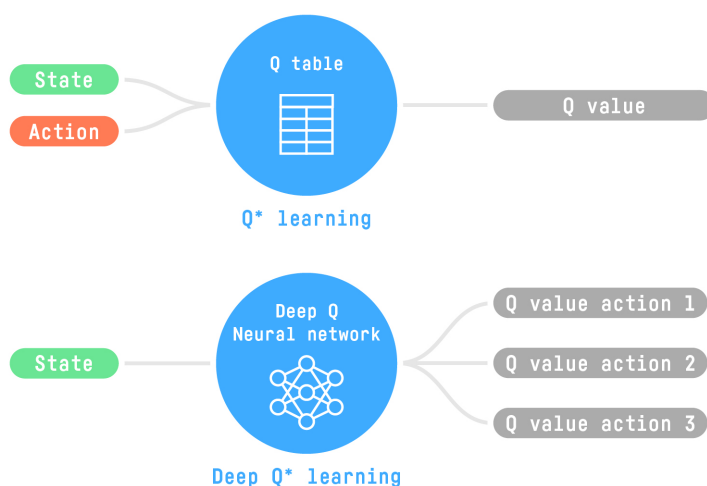 Q table
State
Action
Q value
Q* learning
Deep Q
Neural network
State
Q value action 1
Q value action 2
Q value action 3
Deep Q* learning